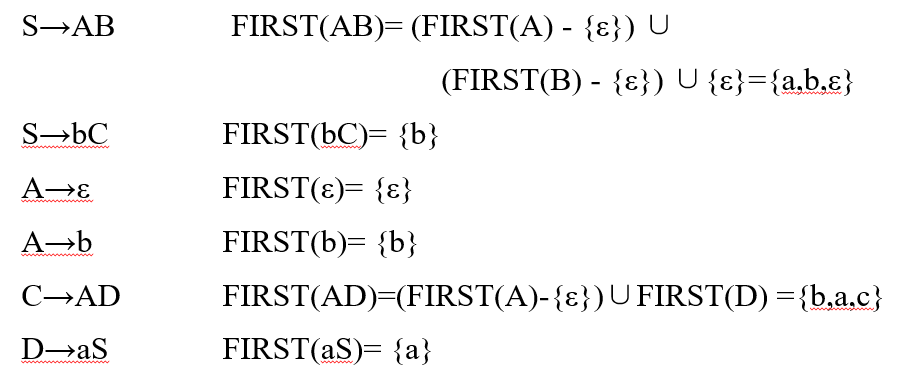 S→AB FIRST(AB)= (FIRST(A) - {ε}) ∪
(FIRST(B) - {ε}) ∪ {ε}={a,b,ε}
S→bC FIRST(bC)= {b}
A→ε FIRST(ε)= {ε}
A→b FIRST(b)= {b}
C→AD FIRST(AD)=(FIRST(A)-{ε})∪FIRST(D) ={b,a,c}
D→aS FIRST(aS)= {a}